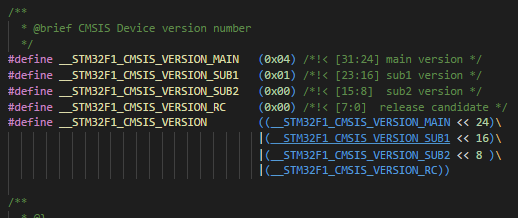 /**
* @brief CMSIS Device version number
*/
#define __STM32F1_CMSIS_VERSION_MAIN (0x04) /*!< [31:24] main version */
#define __STM32F1_CMSIS_VERSION_SUB1 (0x01) /*!< [23:16] sub1 version */
#define __STM32F1_CMSIS_VERSION_SUB2 (0x00) /*!< [15:8] sub2 version */
#define __STM32F1_CMSIS_VERSION_RC (0x00) /*!< [7:0] release candidate */
#define __STM32F1_CMSIS_VERSION ((__STM32F1_CMSIS_VERSION_MAIN << 24)\
|(__STM32F1_CMSIS_VERSION_SUB1 << 16)\
|(__STM32F1_CMSIS_VERSION_SUB2 << 8 )\
|(__STM32F1_CMSIS_VERSION_RC))
/**